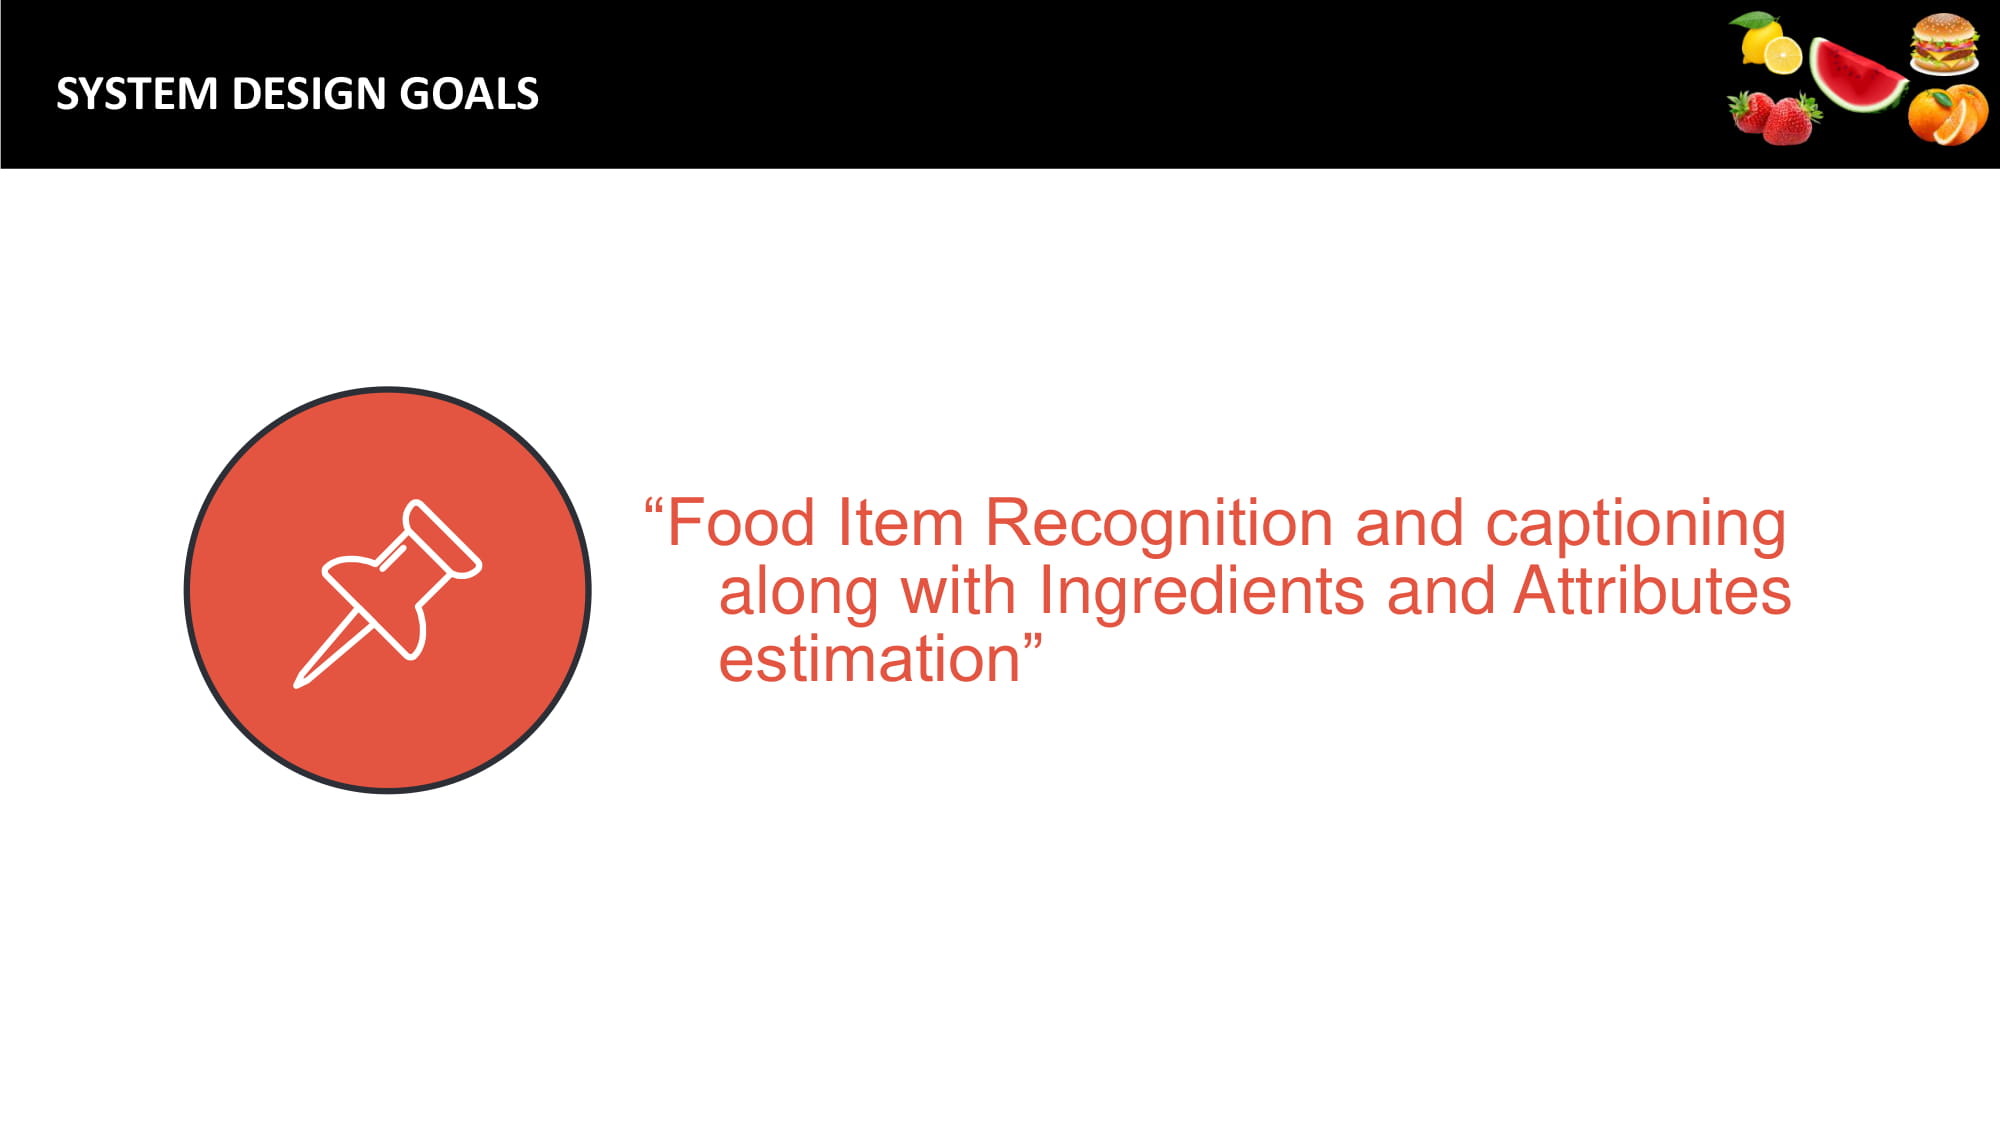 SYSTEM DESIGN GOALS
“Food Item Recognition and captioning
along with Ingredients and Attributes
estimation”